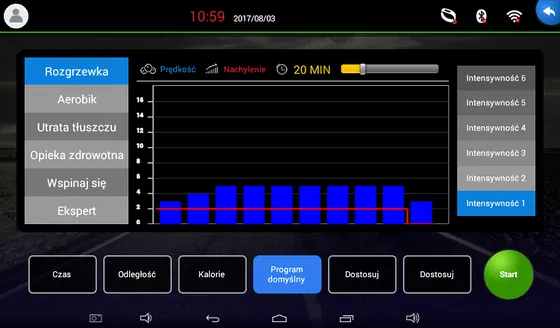 10:59 2017/08/03
Rozgrzewka
Aerobik
Utrata tłuszczu
Opieka zdrowotna
Wspinaj się
Ekspert
Prędkość Nachylenie 20 MIN
16
14
12
10
8
6
4
2
0
Intensywność 6
Intensywność 5
Intensywność 4
Intensywność 3
Intensywność 2
Intensywność 1
Czas
Odległość
Kalorie
Program
domyślny
Dostosuj
Dostosuj
Start